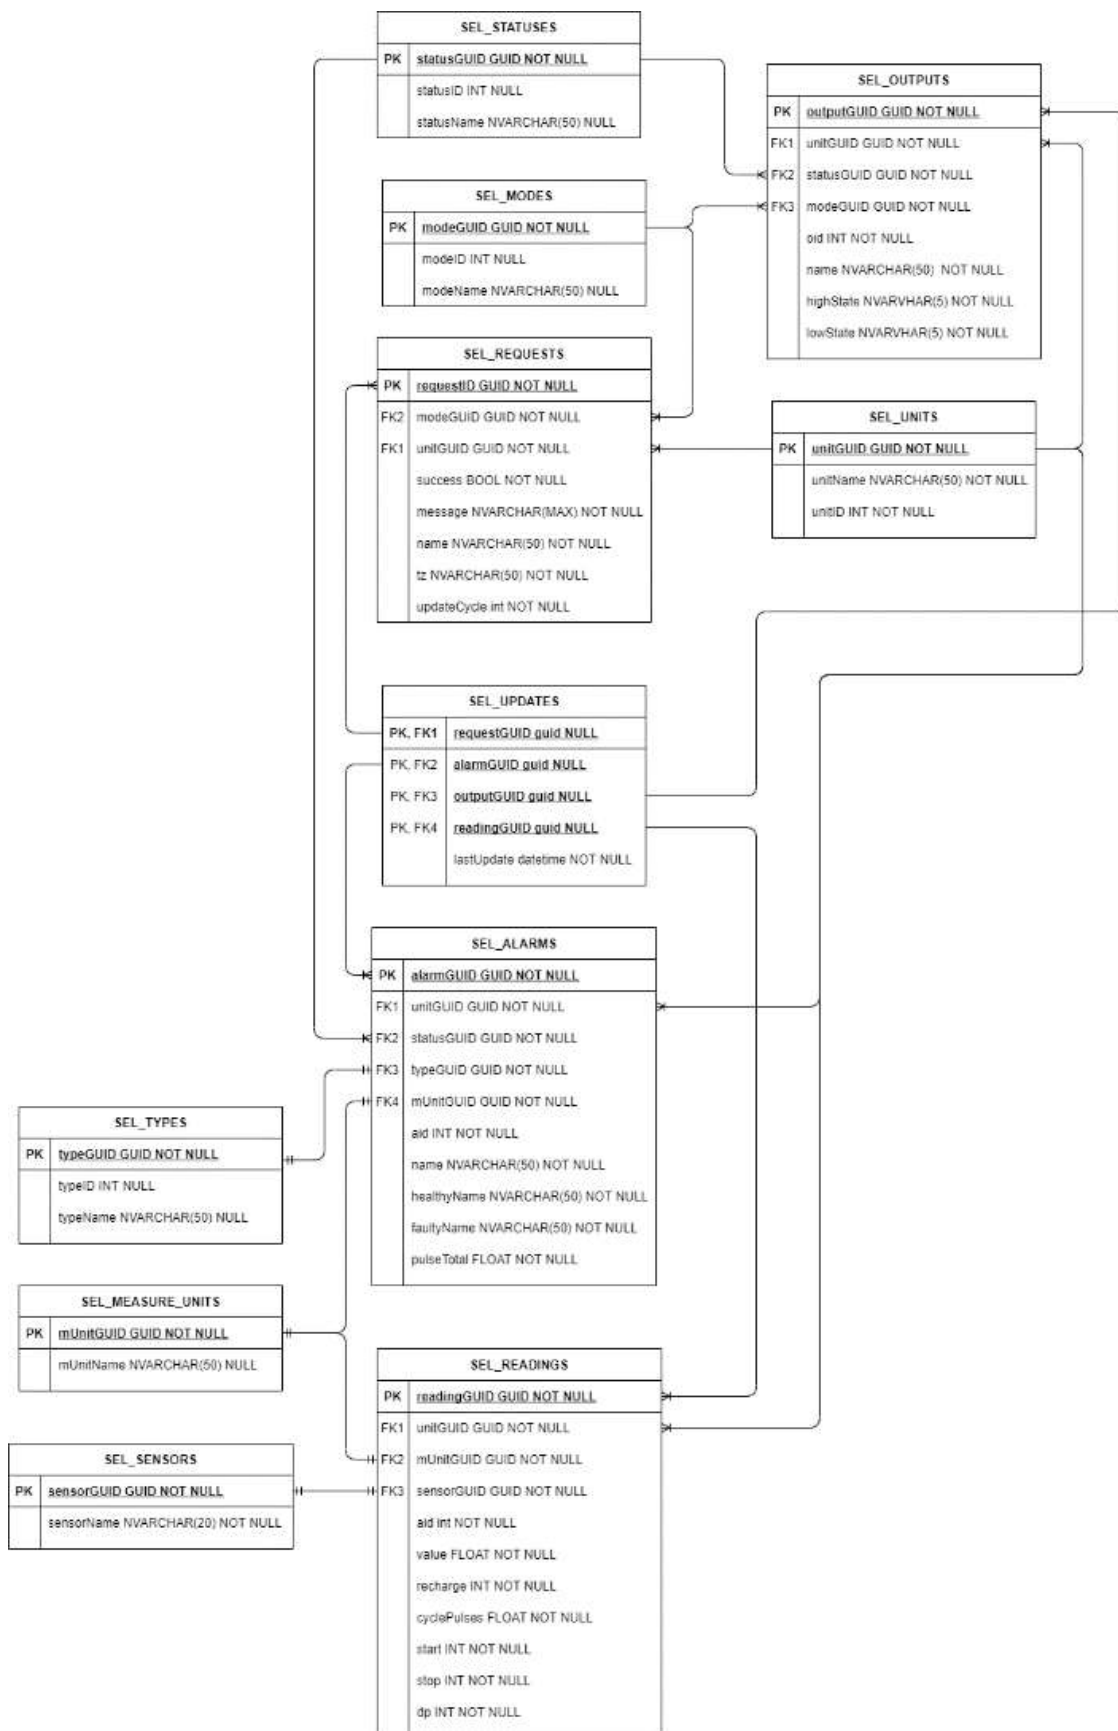 SEL_STATUSES
PK statusGUID GUID NOT NULL
statusID INT NULL
statusName NVARCHAR(50) NULL
SEL_OUTPUTS
PK outputGUID GUID NOT NULL
FK1 unitGUID GUID NOT NULL
FK2 statusGUID GUID NOT NULL
FK3 modeGUID GUID NOT NULL
oid INT NOT NULL
name NVARCHAR(50) NOT NULL
highState NVARVHAR(5) NOT NULL
lowState NVARVHAR(5) NOT NULL
SEL_MODES
PK modeGUID GUID NOT NULL
modeID INT NULL
modeName NVARCHAR(50) NULL
SEL_REQUESTS
PK requestID GUID NOT NULL
FK2 modeGUID GUID NOT NULL
FK1 unitGUID GUID NOT NULL
success BOOL NOT NULL
message NVARCHAR(MAX) NOT NULL
name NVARCHAR(50) NOT NULL
tz NVARCHAR(50) NOT NULL
updateCycle int NOT NULL
SEL_UNITS
PK unitGUID GUID NOT NULL
unitName NVARCHAR(50) NOT NULL
unitID INT NOT NULL
SEL_UPDATES
PK, FK1 requestGUID guid NULL
PK, FK2 alarmGUID guid NULL
PK, FK3 outputGUID guid NULL
PK, FK4 readingGUID guid NULL
lastUpdate datetime NOT NULL
SEL_ALARMS
PK alarmGUID GUID NOT NULL
FK1 unitGUID GUID NOT NULL
FK2 statusGUID GUID NOT NULL
FK3 typeGUID GUID NOT NULL
FK4 mUnitGUID GUID NOT NULL
aid INT NOT NULL
name NVARCHAR(50) NOT NULL
healthyName NVARCHAR(50) NOT NULL
faultyName NVARCHAR(50) NOT NULL
pulseTotal FLOAT NOT NULL
SEL_TYPES
PK typeGUID GUID NOT NULL
typeID INT NULL
typeName NVARCHAR(50) NULL
SEL_MEASURE_UNITS
PK mUnitGUID GUID NOT NULL
mUnitName NVARCHAR(50) NULL
SEL_READINGS
PK readingGUID GUID NOT NULL
FK1 unitGUID GUID NOT NULL
FK2 mUnitGUID GUID NOT NULL
FK3 sensorGUID GUID NOT NULL
aid int NOT NULL
value FLOAT NOT NULL
recharge INT NOT NULL
cyclePulses FLOAT NOT NULL
start INT NOT NULL
stop INT NOT NULL
dp INT NOT NULL
SEL_SENSORS
PK sensorGUID GUID NOT NULL
sensorName NVARCHAR(20) NOT NULL